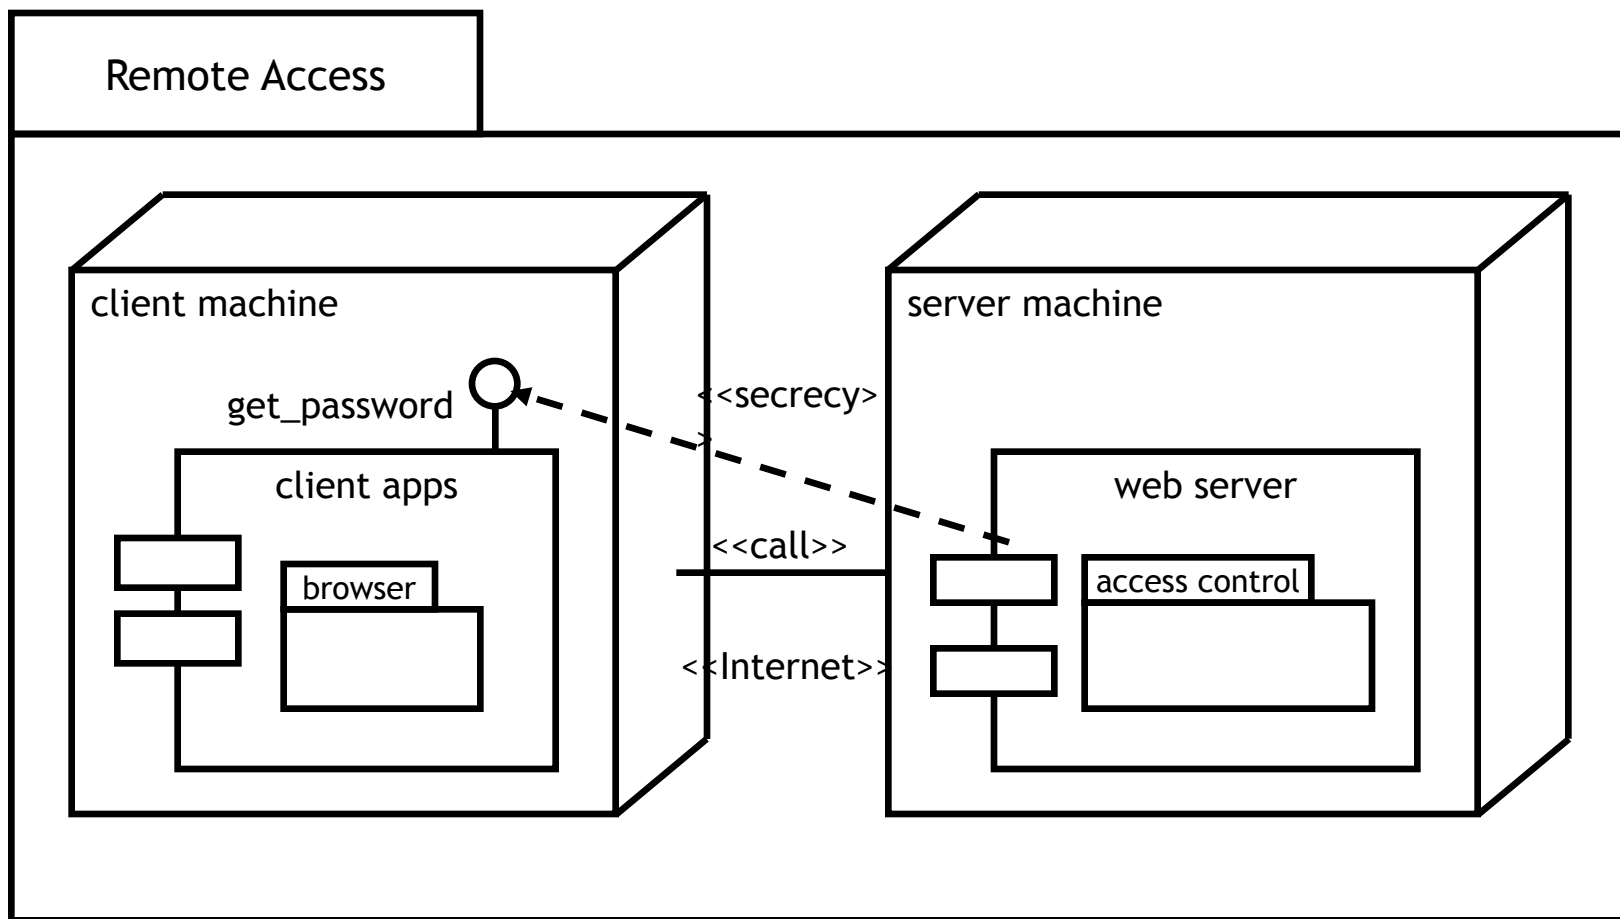 Remote Access
client machine
server machine
get_password
<<secrecy>
>
client apps
web server
<<call>>
browser
access control
<<Internet>>